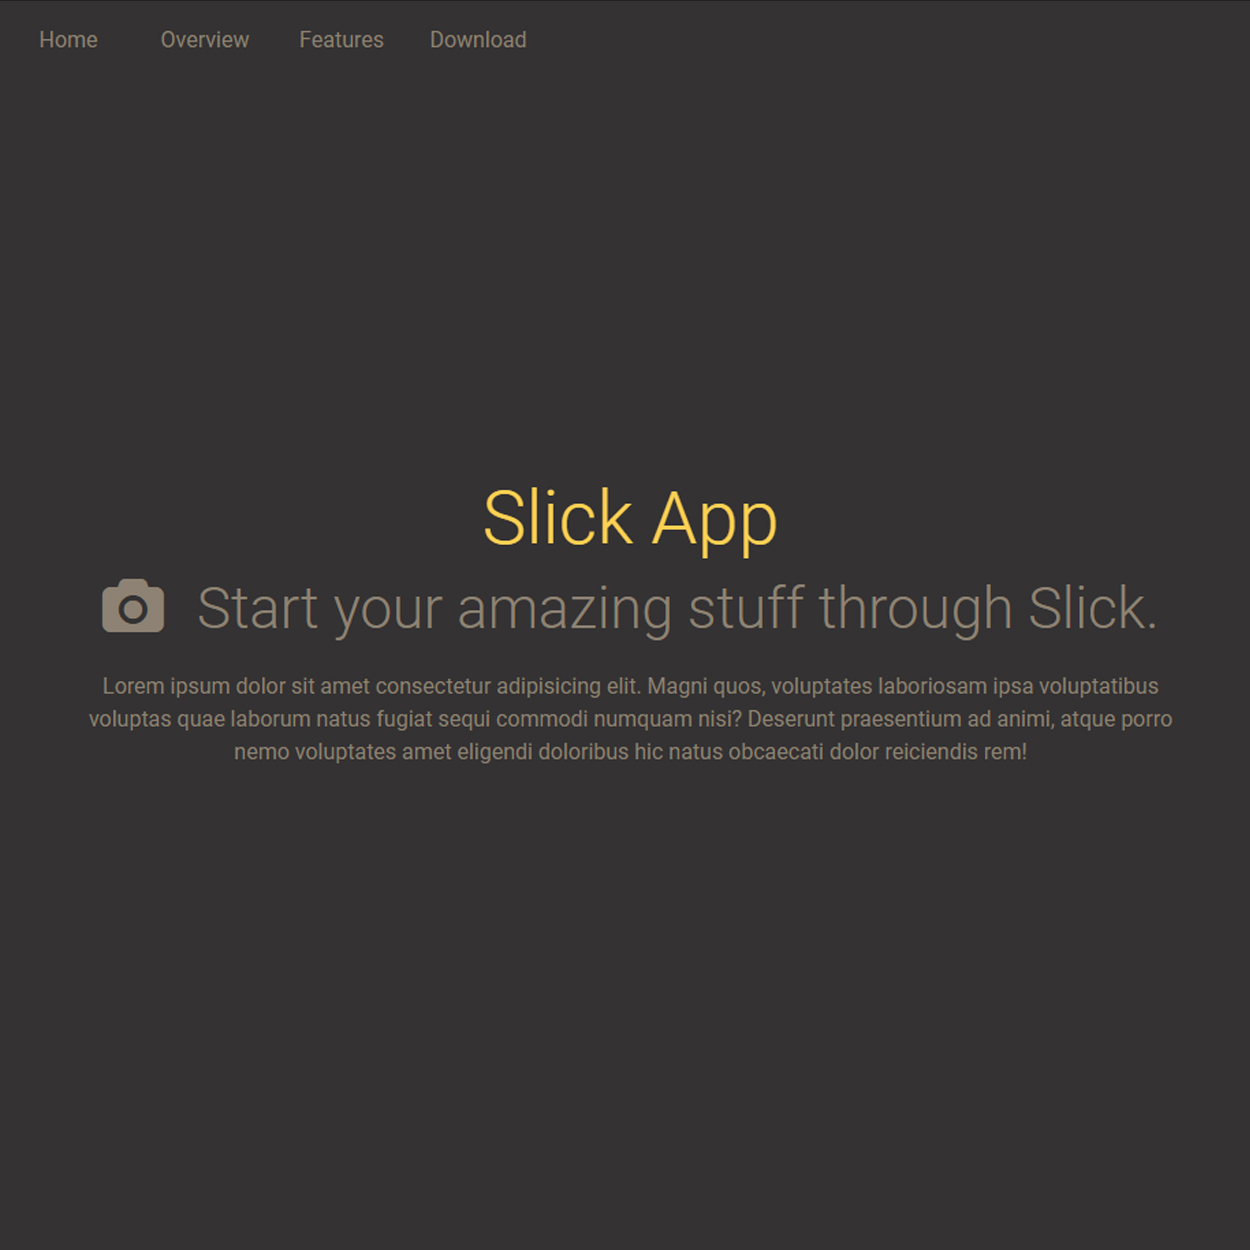 Home Overview Features Download
Slick App
Start your amazing stuff through Slick.
Lorem ipsum dolor sit amet consectetur adipisicing elit. Magni quos, voluptates laboriosam ipsa voluptatibus
voluptas quae laborum natus fugiat sequi commodi numquam nisi? Deserunt praesentium ad animi, atque porro
nemo voluptates amet eligendi doloribus hic natus obcaecati dolor reiciendis rem!